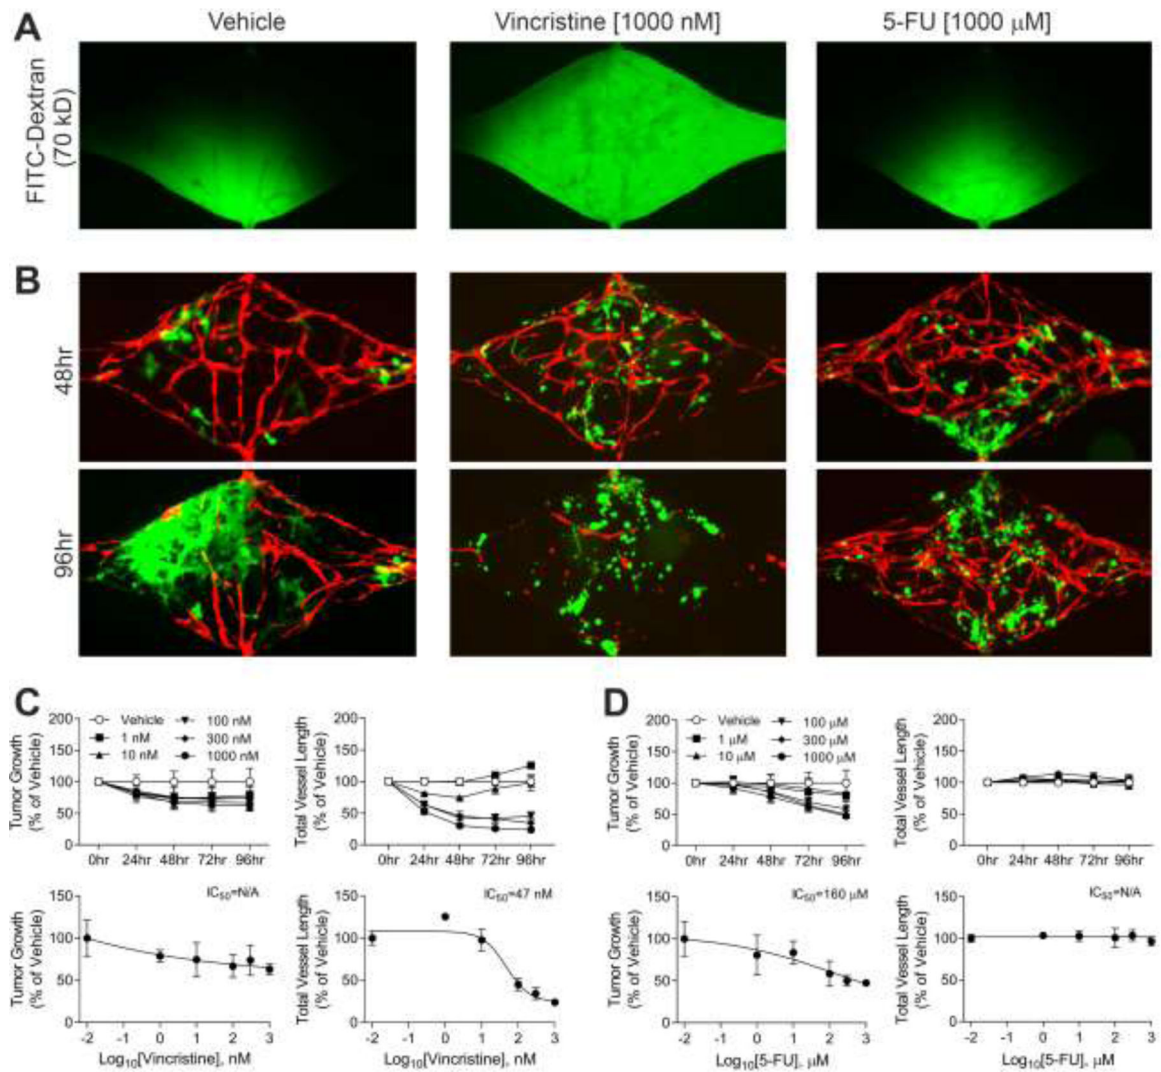 A
Vehicle
Vincristine [1000 nM]
5-FU [1000 μM]
FITC-Dextran
(70 kD)
B
48hr
96hr
C
Tumor Growth
(% of Vehicle)
200
150
100
50
0
Vehicle
1 nM
10 nM
100 nM
300 nM
1000 nM
0hr 24hr 48hr 72hr 96hr
Total Vessel Length
(% of Vehicle)
200
150
100
50
0
0hr 24hr 48hr 72hr 96hr
D
Tumor Growth
(% of Vehicle)
200
150
100
50
0
Vehicle
1 μM
10 μM
100 μM
300 μM
1000 μM
0hr 24hr 48hr 72hr 96hr
Total Vessel Length
(% of Vehicle)
200
150
100
50
0
0hr 24hr 48hr 72hr 96hr
Tumor Growth
(% of Vehicle)
150
100
50
0
IC50=N/A
-2 -1 0 1 2 3
Log10[Vincristine], nM
Total Vessel Length
(% of Vehicle)
150
100
50
0
IC50=47 nM
-2 -1 0 1 2 3
Log10[Vincristine], nM
Tumor Growth
(% of Vehicle)
150
100
50
0
IC50=160 μM
-2 -1 0 1 2 3
Log10[5-FU], μM
Total Vessel Length
(% of Vehicle)
150
100
50
0
IC50=N/A
-2 -1 0 1 2 3
Log10[5-FU], μM